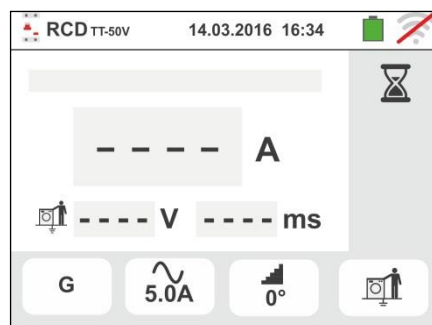 RCD TT-50V 14.03.2016 16:34
- - - - A
- - - - V - - - - ms
G 5.0A 0°